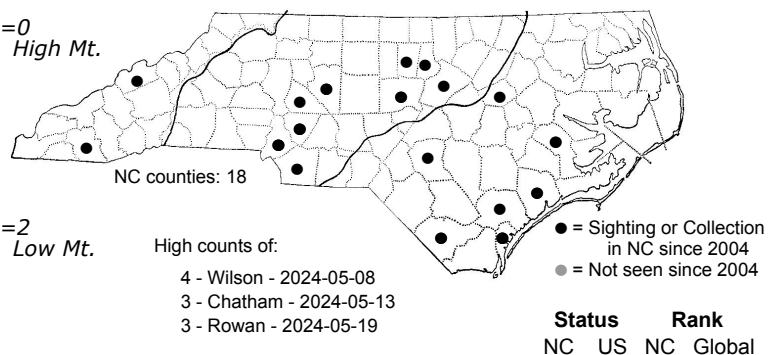 =0
High Mt.
NC counties: 18
=2
Low Mt.
High counts of:
4 - Wilson - 2024-05-08
3 - Chatham - 2024-05-13
3 - Rowan - 2024-05-19
● = Sighting or Collection
in NC since 2004
● = Not seen since 2004
Status Rank
NC US NC Global